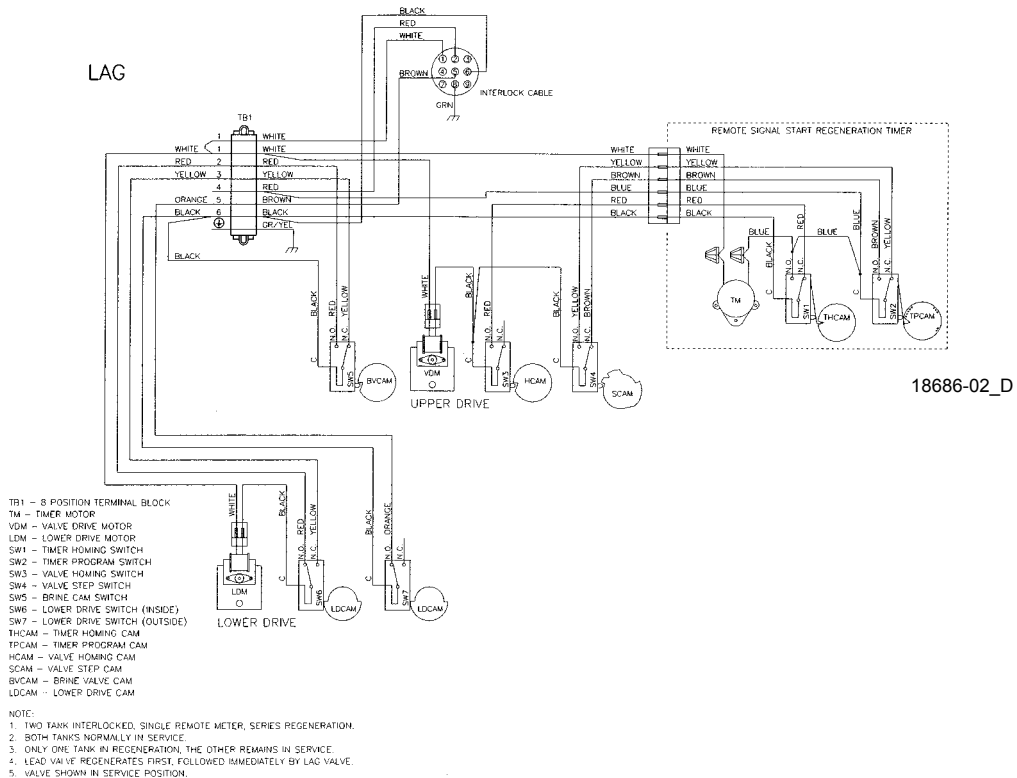 LAG
BLACK
RED
WHITE
1 2 3
4 5 6
7 8 9
BROWN
INTERLOCK CABLE
GRN
TB1
1 WHITE
WHITE 1 WHITE
RED 2 RED
YELLOW 3 YELLOW
4 RED
ORANGE 5 BROWN
BLACK 6 BLACK
GR/YEL
BLACK
REMOTE SIGNAL START REGENERATION TIMER
WHITE WHITE
YELLOW YELLOW
BROWN BROWN
BLUE BLUE
RED RED
BLACK BLACK
BLUE
BLACK
RED
BLUE
BLUE
BROWN
YELLOW
C
N.O.
N.C.
C
N.O.
N.C.
TM
SW1
THCAM
SW2
TPCAM
BLACK
RED
YELLOW
C
N.O.
N.C.
SW5
BVCAM
WHITE
VDM
UPPER DRIVE
BLACK
RED
C
N.O.
N.C.
SW3
HCAM
BLACK
YELLOW
BROWN
C
N.O.
N.C.
SW4
SCAM
18686-02_D
WHITE
LDM
LOWER DRIVE
BLACK
RED
YELLOW
C
N.O.
N.C.
SW6
LDCAM
BLACK
ORANGE
C
N.O.
N.C.
SW7
LDCAM
TB1 – 8 POSITION TERMINAL BLOCK
TM – TIMER MOTOR
VDM – VALVE DRIVE MOTOR
LDM – LOWER DRIVE MOTOR
SW1 – TIMER HOMING SWITCH
SW2 – TIMER PROGRAM SWITCH
SW3 – VALVE HOMING SWITCH
SW4 – VALVE STEP SWITCH
SW5 – BRINE CAM SWITCH
SW6 – LOWER DRIVE SWITCH (INSIDE)
SW7 – LOWER DRIVE SWITCH (OUTSIDE)
THCAM – TIMER HOMING CAM
TPCAM – TIMER PROGRAM CAM
HCAM – VALVE HOMING CAM
SCAM – VALVE STEP CAM
BVCAM – BRINE VALVE CAM
LDCAM – LOWER DRIVE CAM
NOTE:
1. TWO TANK INTERLOCKED, SINGLE REMOTE METER, SERIES REGENERATION.
2. BOTH TANKS NORMALLY IN SERVICE.
3. ONLY ONE TANK IN REGENERATION, THE OTHER REMAINS IN SERVICE.
4. LEAD VALVE REGENERATES FIRST, FOLLOWED IMMEDIATELY BY LAG VALVE.
5. VALVE SHOWN IN SERVICE POSITION.